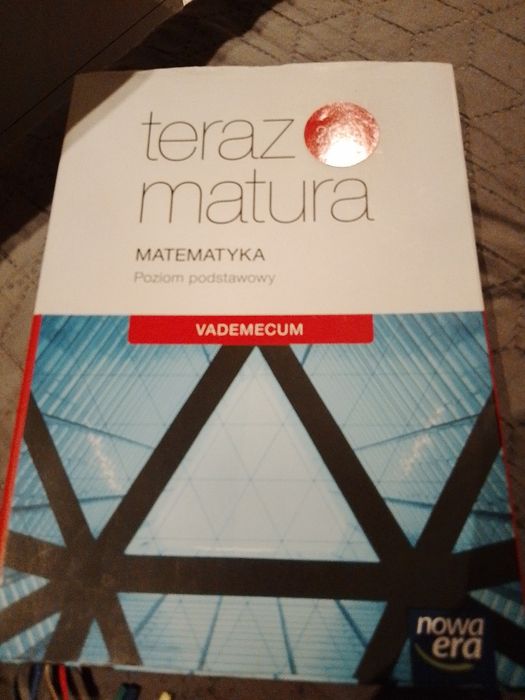 teraz
matura
MATEMATYKA
Poziom podstawowy
VADEMECUM
nowa
era